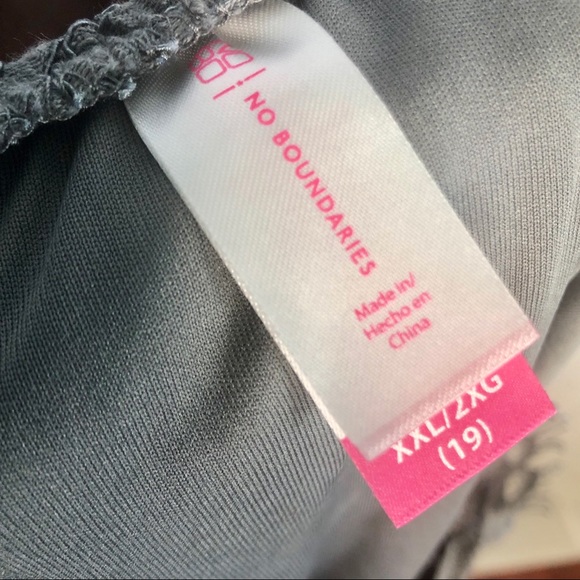 NO BOUNDARIES
Made in/
Hecho en
China
XXL/2XG
(19)